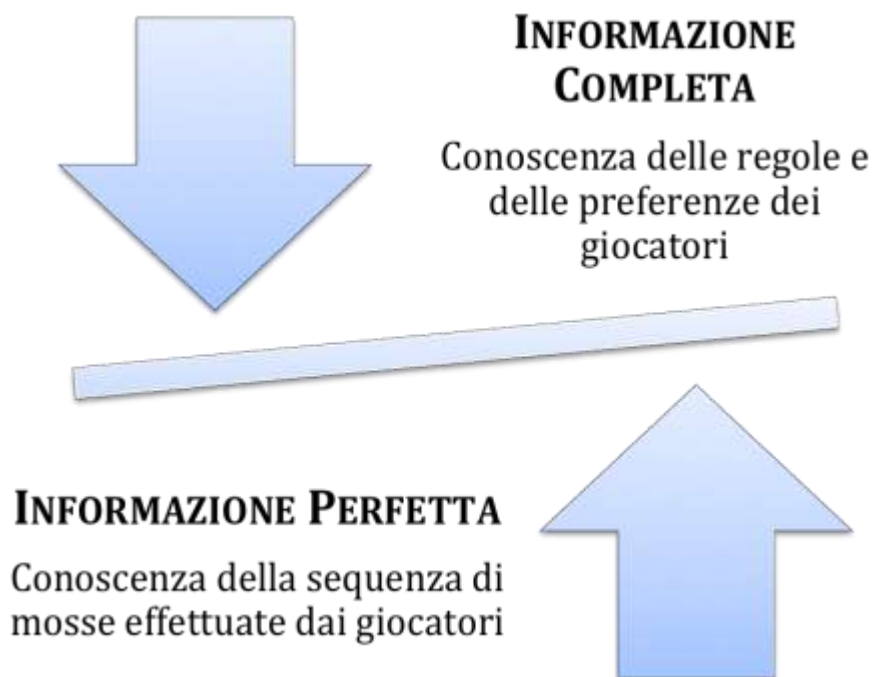 INFORMAZIONE
COMPLETA
Conoscenza delle regole e
delle preferenze dei
giocatori
INFORMAZIONE PERFETTA
Conoscenza della sequenza di
mosse effettuate dai giocatori